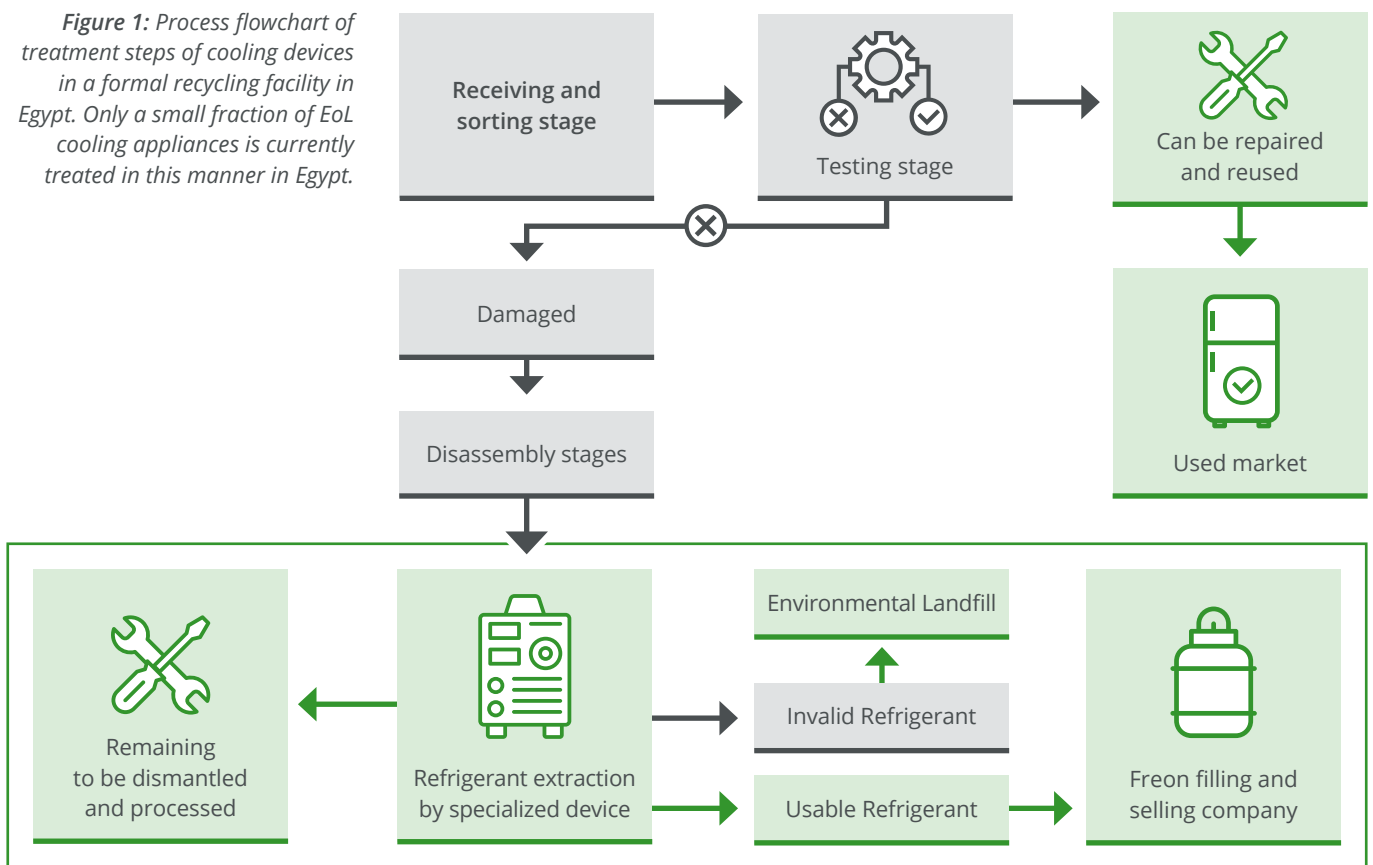 Figure 1: Process flowchart of
treatment steps of cooling devices
in a formal recycling facility in
Egypt. Only a small fraction of EoL
cooling appliances is currently
treated in this manner in Egypt.
Receiving and
sorting stage
Testing stage
Can be repaired
and reused
Damaged
Used market
Disassembly stages
Remaining
to be dismantled
and processed
Refrigerant extraction
by specialized device
Environmental Landfill
Invalid Refrigerant
Usable Refrigerant
Freon filling and
selling company